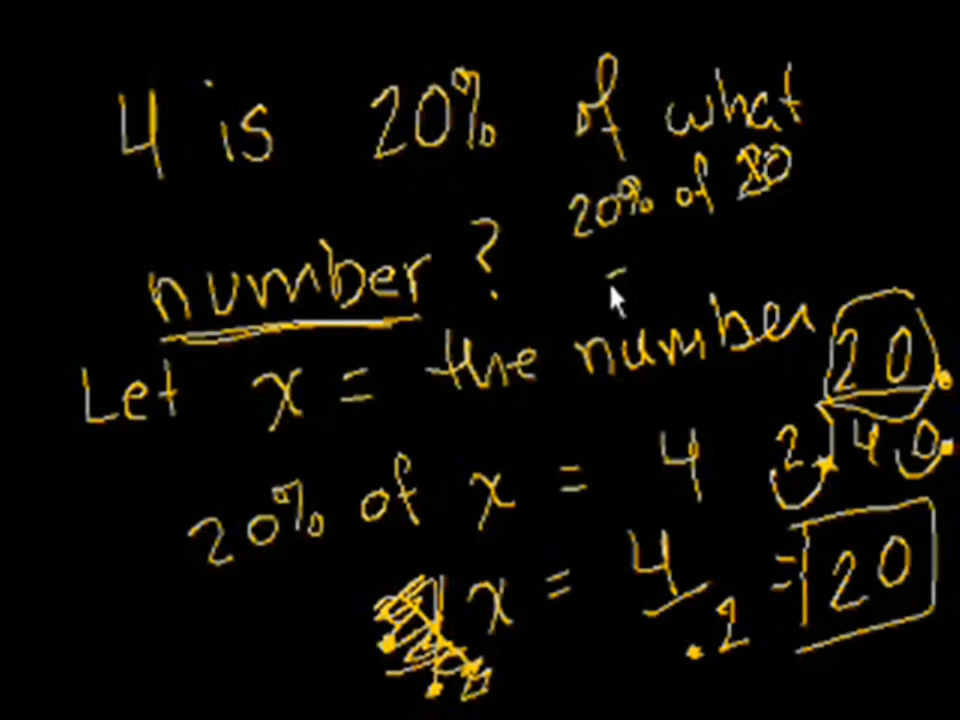 4 is 20% of what
20% of 20
number ?
=
Let x = the number
20
.2 40.
20% of x = 4
x = 4/.2 = 20